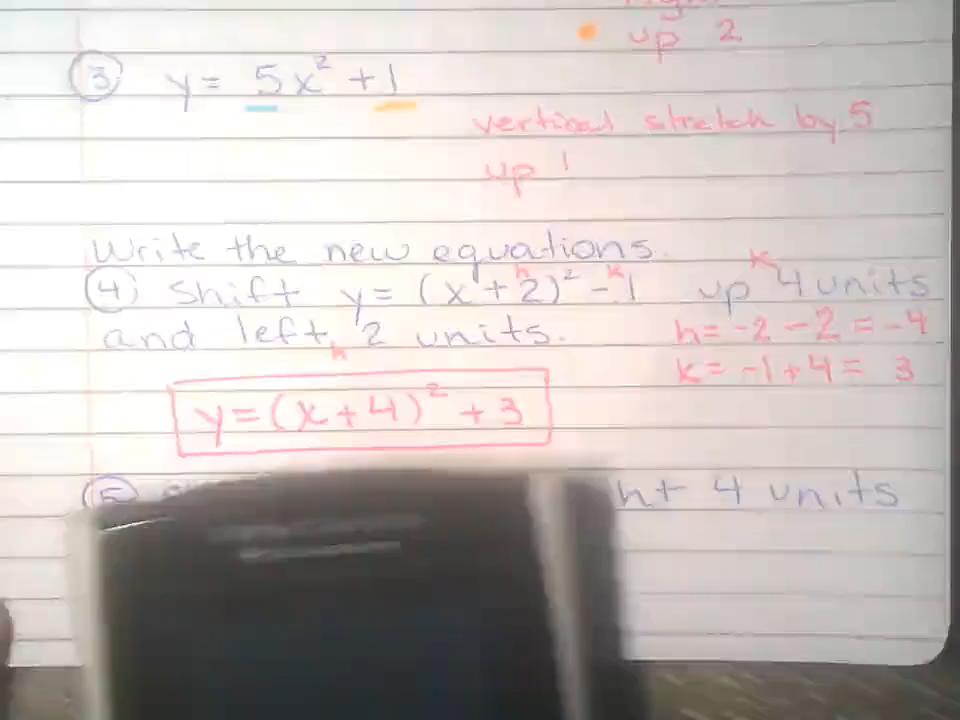 up 2
③ y = 5x² + 1
vertical stretch by 5
up 1
Write the new equations.
④ Shift y = (x + 2)² - 1 up 4 units
h k k
and left 2 units.
h
h = -2 - 2 = -4
k = -1 + 4 = 3
y = (x + 4)² + 3
⑤ 4 units